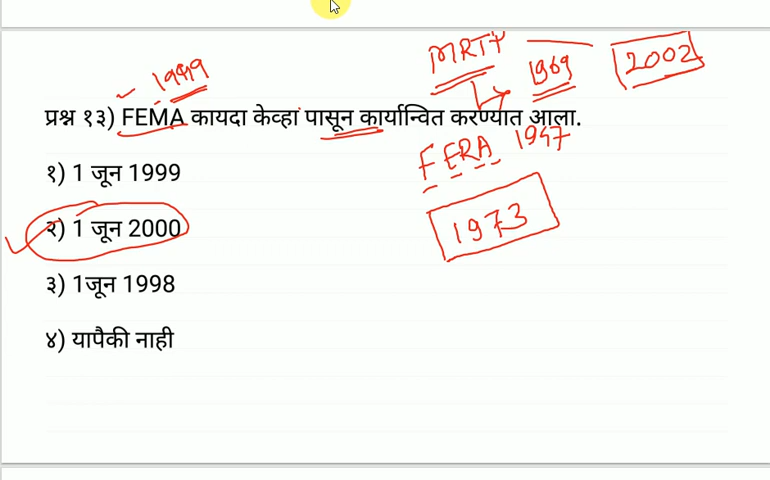 MRTP 1969 2002
1999
प्रश्न १३) FEMA कायदा केव्हा पासून कार्यान्वित करण्यात आला.
FERA 1947
१) 1 जून 1999
1973
२) 1 जून 2000
३) 1जून 1998
४) यापैकी नाही